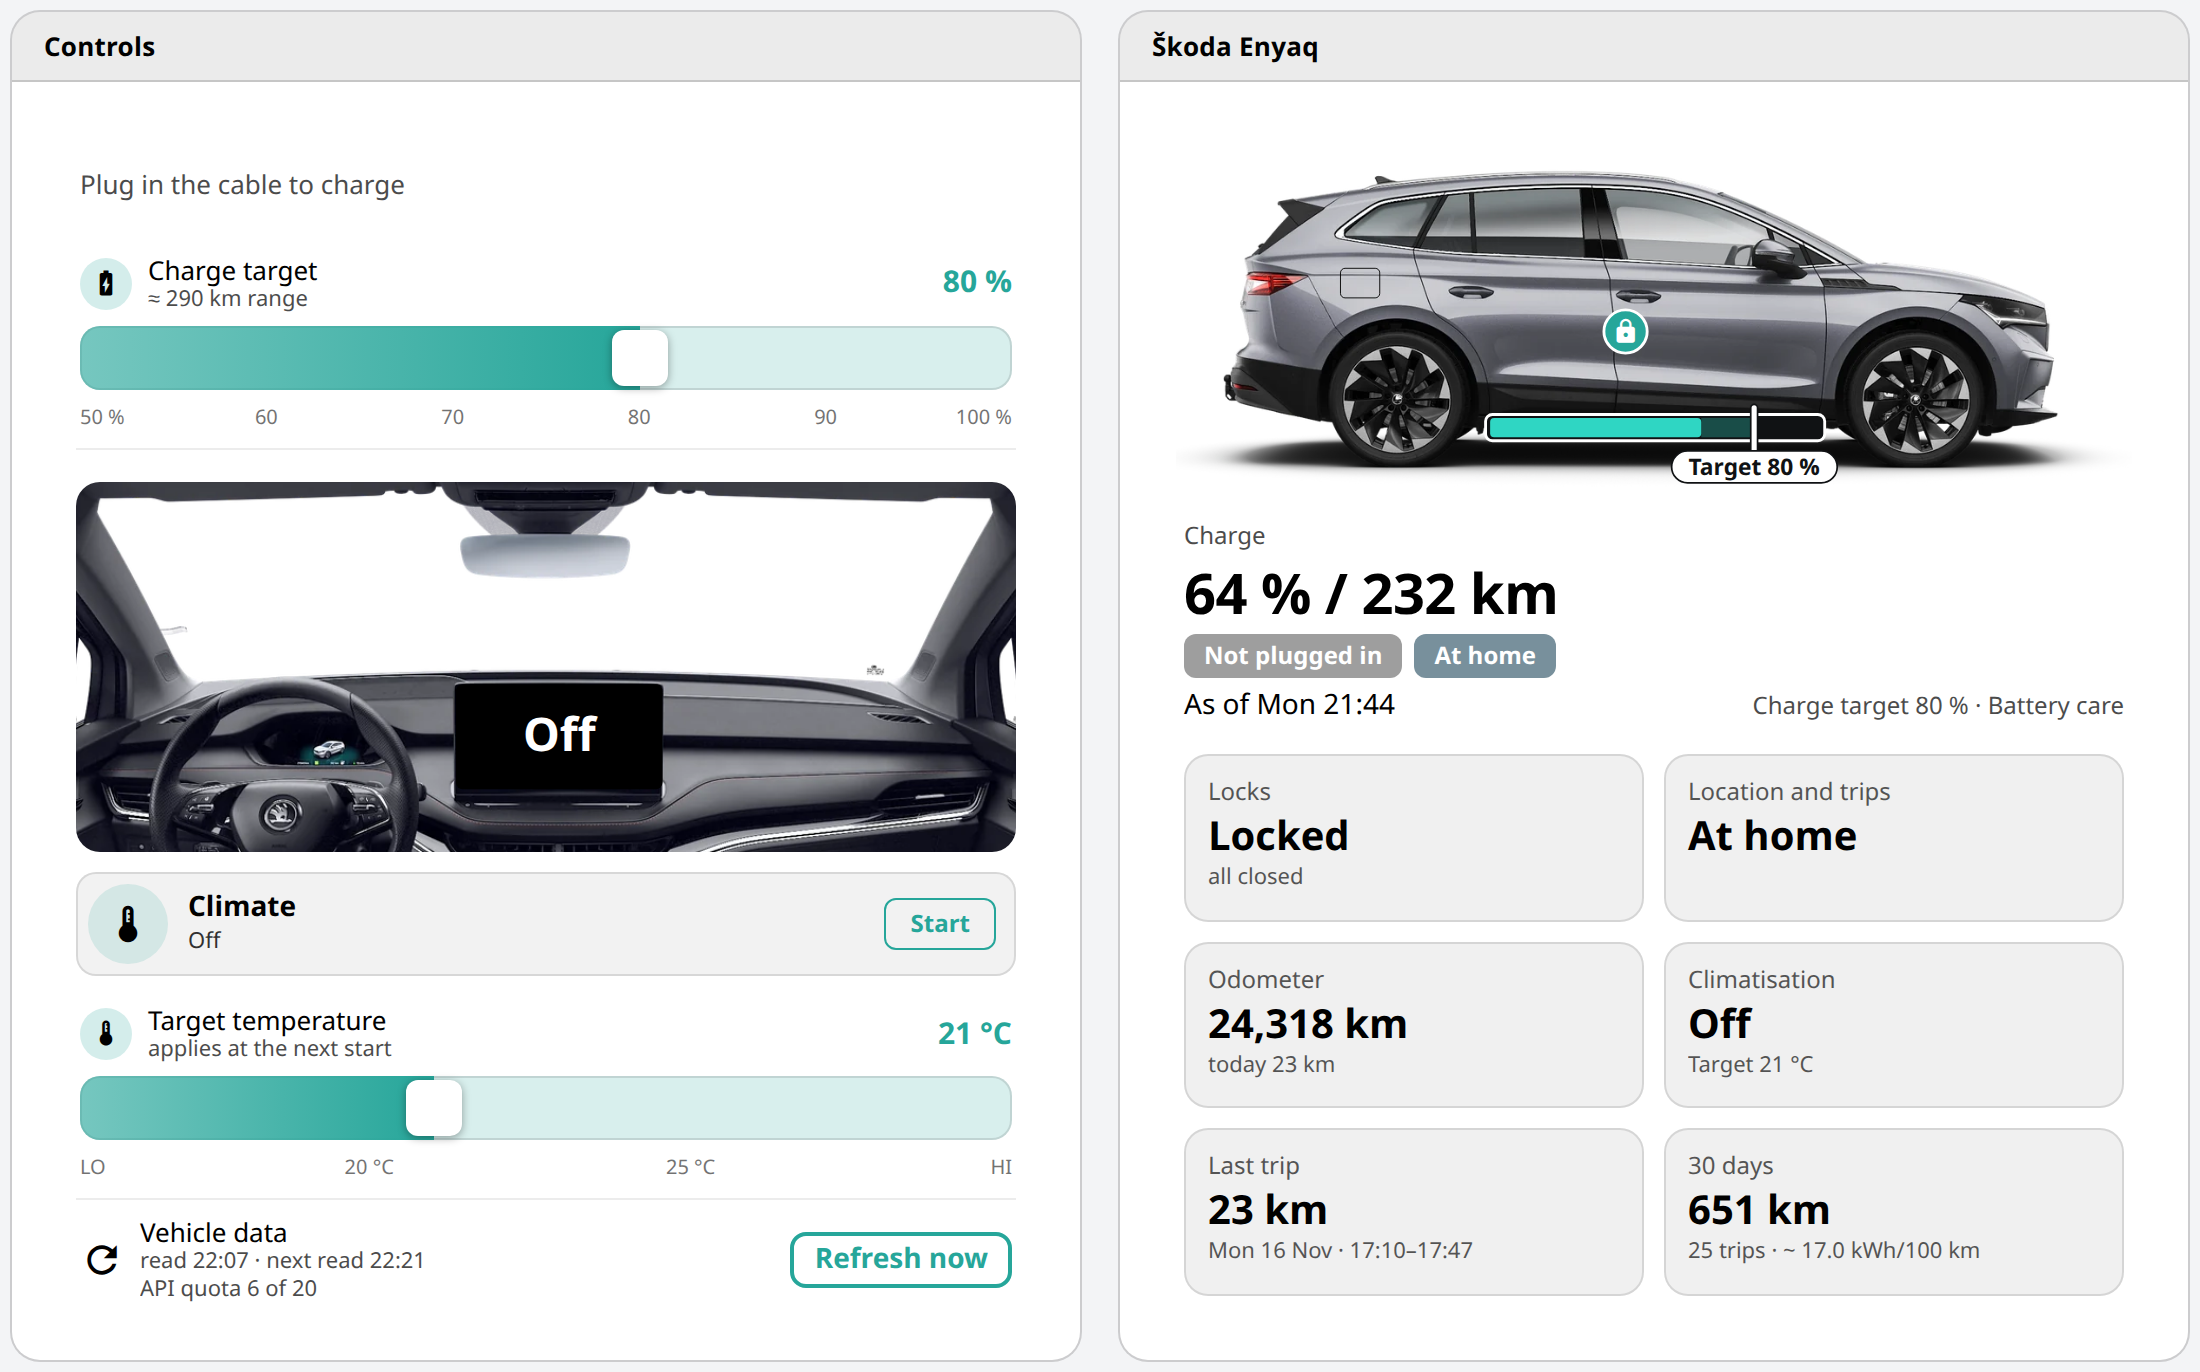 Controls
Plug in the cable to charge
Charge target
≈ 290 km range
80 %
50 % 60 70 80 90 100 %
Off
Climate
Off
Start
Target temperature
applies at the next start
21 °C
LO 20 °C 25 °C HI
Vehicle data
read 22:07 · next read 22:21
API quota 6 of 20
Refresh now
Škoda Enyaq
Target 80 %
Charge
64 % / 232 km
Not plugged in At home
As of Mon 21:44
Charge target 80 % · Battery care
Locks
Locked
all closed
Location and trips
At home
Odometer
24,318 km
today 23 km
Climatisation
Off
Target 21 °C
Last trip
23 km
Mon 16 Nov · 17:10–17:47
30 days
651 km
25 trips · ~ 17.0 kWh/100 km